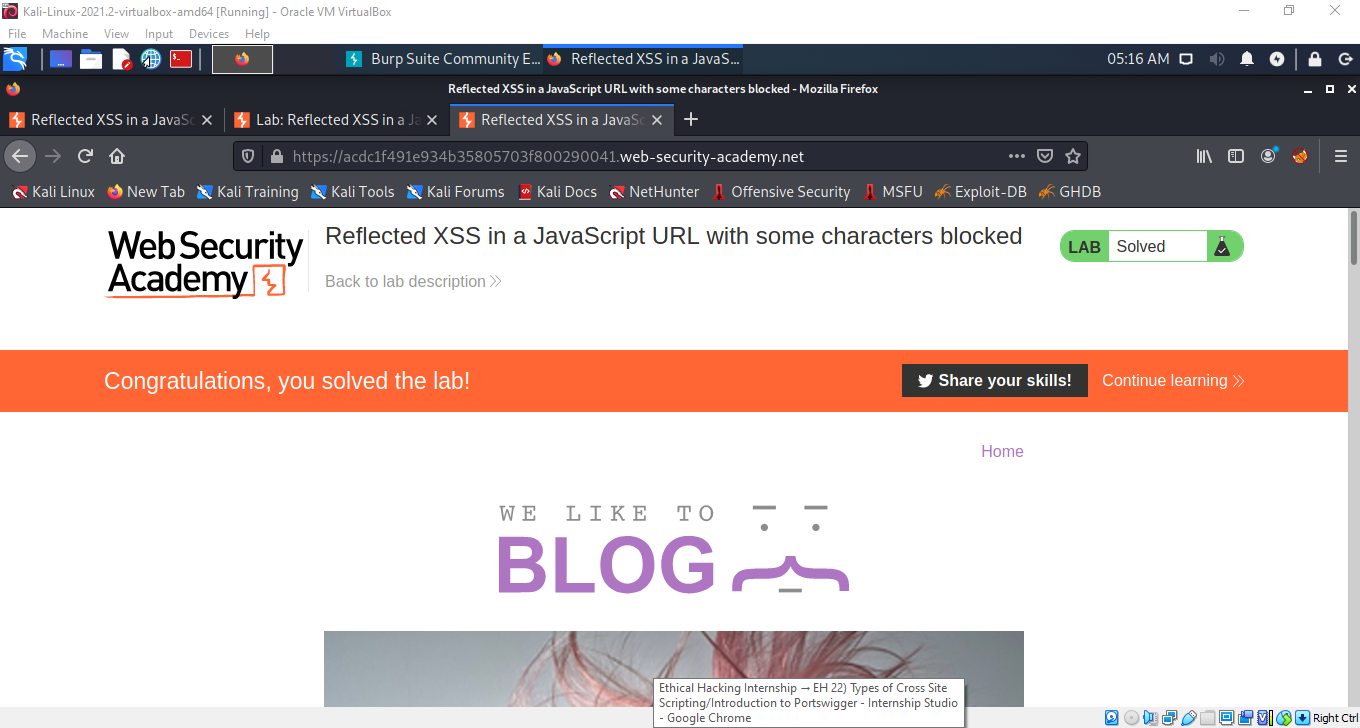 Kali-Linux-2021.2-virtualbox-amd64 [Running] - Oracle VM VirtualBox
File Machine View Input Devices Help
Burp Suite Community E... Reflected XSS in a JavaS... 05:16 AM
Reflected XSS in a JavaScript URL with some characters blocked - Mozilla Firefox
Reflected XSS in a JavaSc Lab: Reflected XSS in a Ja Reflected XSS in a JavaSc
https://acdc1f491e934b35805703f800290041.web-security-academy.net
Kali Linux New Tab Kali Training Kali Tools Kali Forums Kali Docs NetHunter Offensive Security MSFU Exploit-DB GHDB
Web Security
Academy
Reflected XSS in a JavaScript URL with some characters blocked
Back to lab description
LAB Solved
Congratulations, you solved the lab!
Share your skills!
Continue learning
Home
WE LIKE TO
BLOG
Ethical Hacking Internship → EH 22) Types of Cross Site
Scripting/Introduction to Portswigger - Internship Studio
- Google Chrome
Right Ctrl